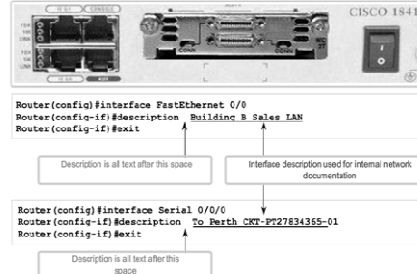 CISCO 1841
Router(config)#interface FastEthernet 0/0
Router(config-if)#description Building B Sales LAN
Router(config-if)#exit
Description is all text after this space
Interface description used for internal network
documentation
Router(config)#interface Serial 0/0/0
Router(config-if)#description To Perth CKT-PT27834365-01
Router(config-if)#exit
Description is all text after this
space